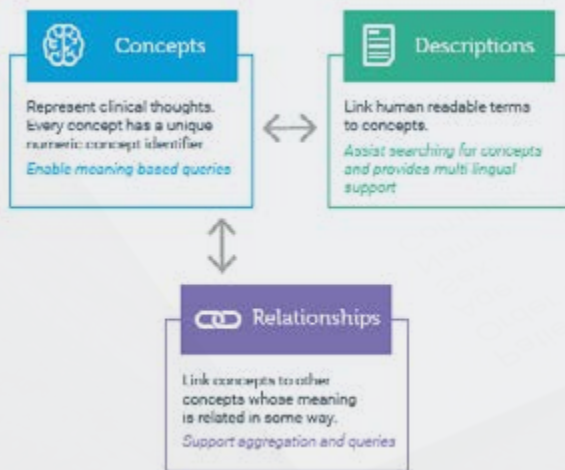 Concepts
Represent clinical thoughts.
Every concept has a unique
numeric concept identifier
Enable meaning based queries
Descriptions
Link human readable terms
to concepts.
Assist searching for concepts
and provides multi lingual
support
Relationships
Link concepts to other
concepts whose meaning
is related in some way.
Support aggregation and queries